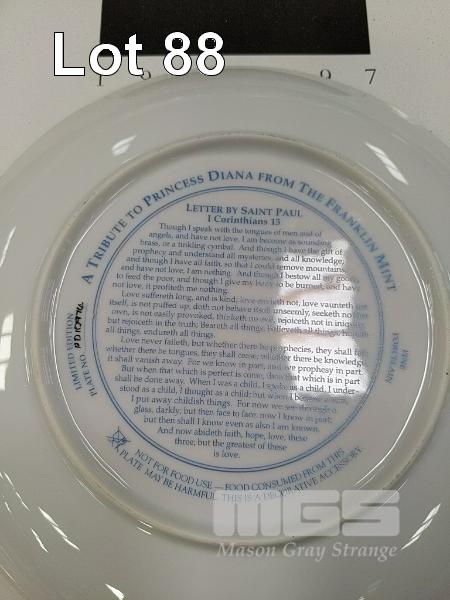 Lot 88
1 9 9 7
A TRIBUTE TO PRINCESS DIANA FROM THE FRANKLIN MINT
LETTER BY SAINT PAUL
I Corinthians 13
Though I speak with the tongues of men and of
angels, and have not love. I am become as sounding
brass, or a tinkling cymbal. And though I have the gift of
prophecy and understand all mysteries, and all knowledge;
and though I have all faith, so that I could remove mountains,
and have not love, I am nothing. And though I bestow all my goods
to feed the poor, and though I give my body to be burned, and have
not love, it profiteth me nothing.
Love suffereth long, and is kind; love envieth not; love vaunteth not
itself, is not puffed up, doth not behave itself unseemly, seeketh not her
own, is not easily provoked, thinketh no evil, rejoiceth not in iniquity,
but rejoiceth in the truth; Beareth all things, believeth all things, hopeth
all things, endureth all things.
Love never faileth, but whether there be prophecies, they shall fail;
whether there be tongues, they shall cease; whether there be knowledge,
it shall vanish away. For we know in part, and we prophesy in part.
But when that which is perfect is come, then that which is in part
shall be done away. When I was a child, I spoke as a child, I under-
stood as a child, I thought as a child; but when I became a man,
I put away childish things. For now we see through a
glass, darkly; but then face to face: now I know in part;
but then shall I know even as also I am known.
And now abideth faith, hope, love, these
three; but the greatest of these
is love.
LIMITED EDITION
PLATE NO.
FINE
PORCELAIN
NOT FOR FOOD USE — FOOD CONSUMED FROM THIS
PLATE MAY BE HARMFUL. THIS IS A DECORATIVE ACCESSORY.
MGS
Mason Gray Strange